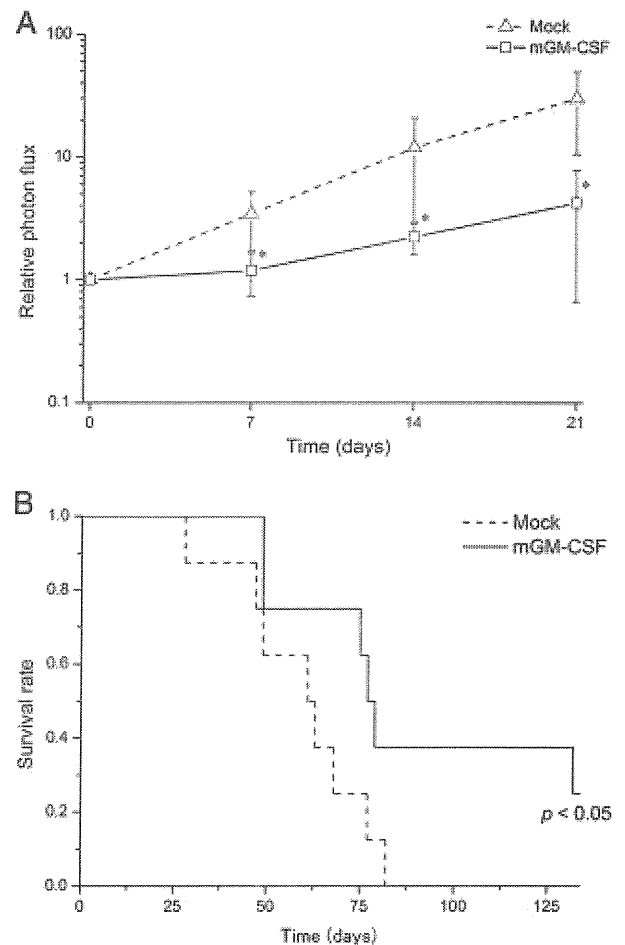 A
Mock
mGM-CSF
Relative photon flux
100
10
1
0.1
0 7 14 21
Time (days)
*
*
*
B
Mock
mGM-CSF
Survival rate
1.0
0.8
0.6
0.4
0.2
0.0
p < 0.05
0 25 50 75 100 125
Time (days)